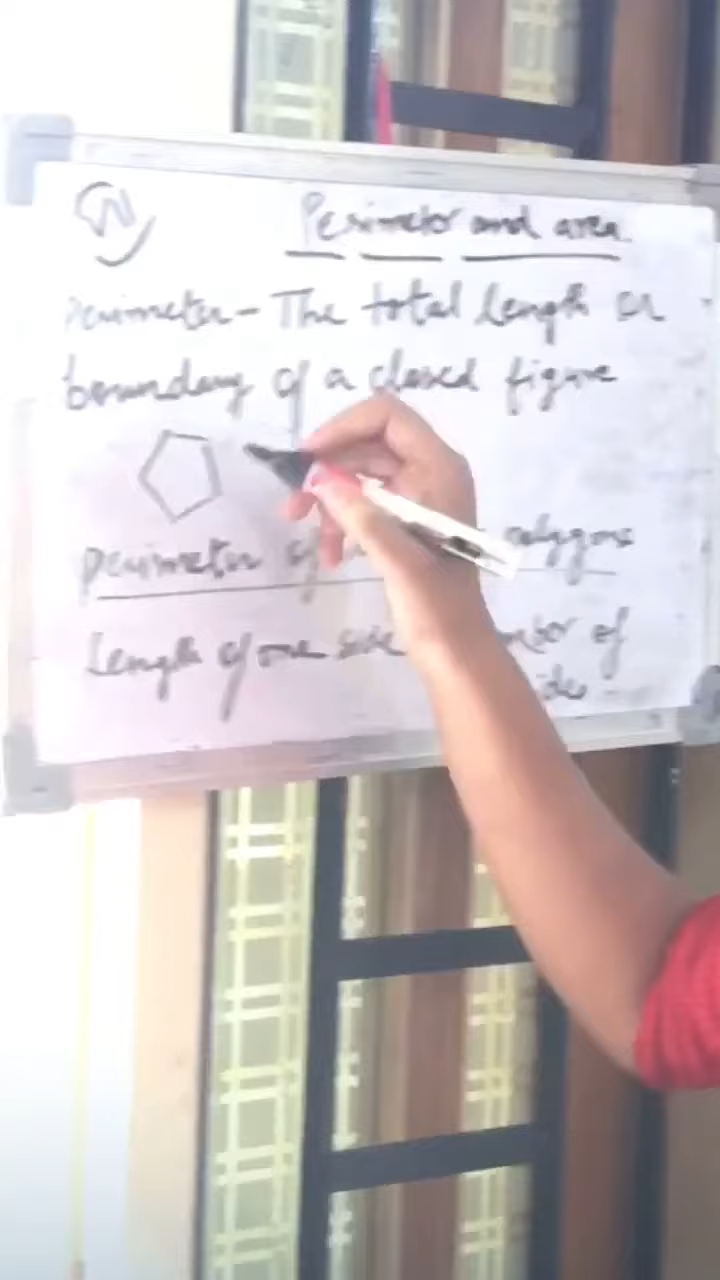 Perimeter and area
Perimeter - The total length or
boundary of a closed figure
Perimeter of polygons
Length of one side of